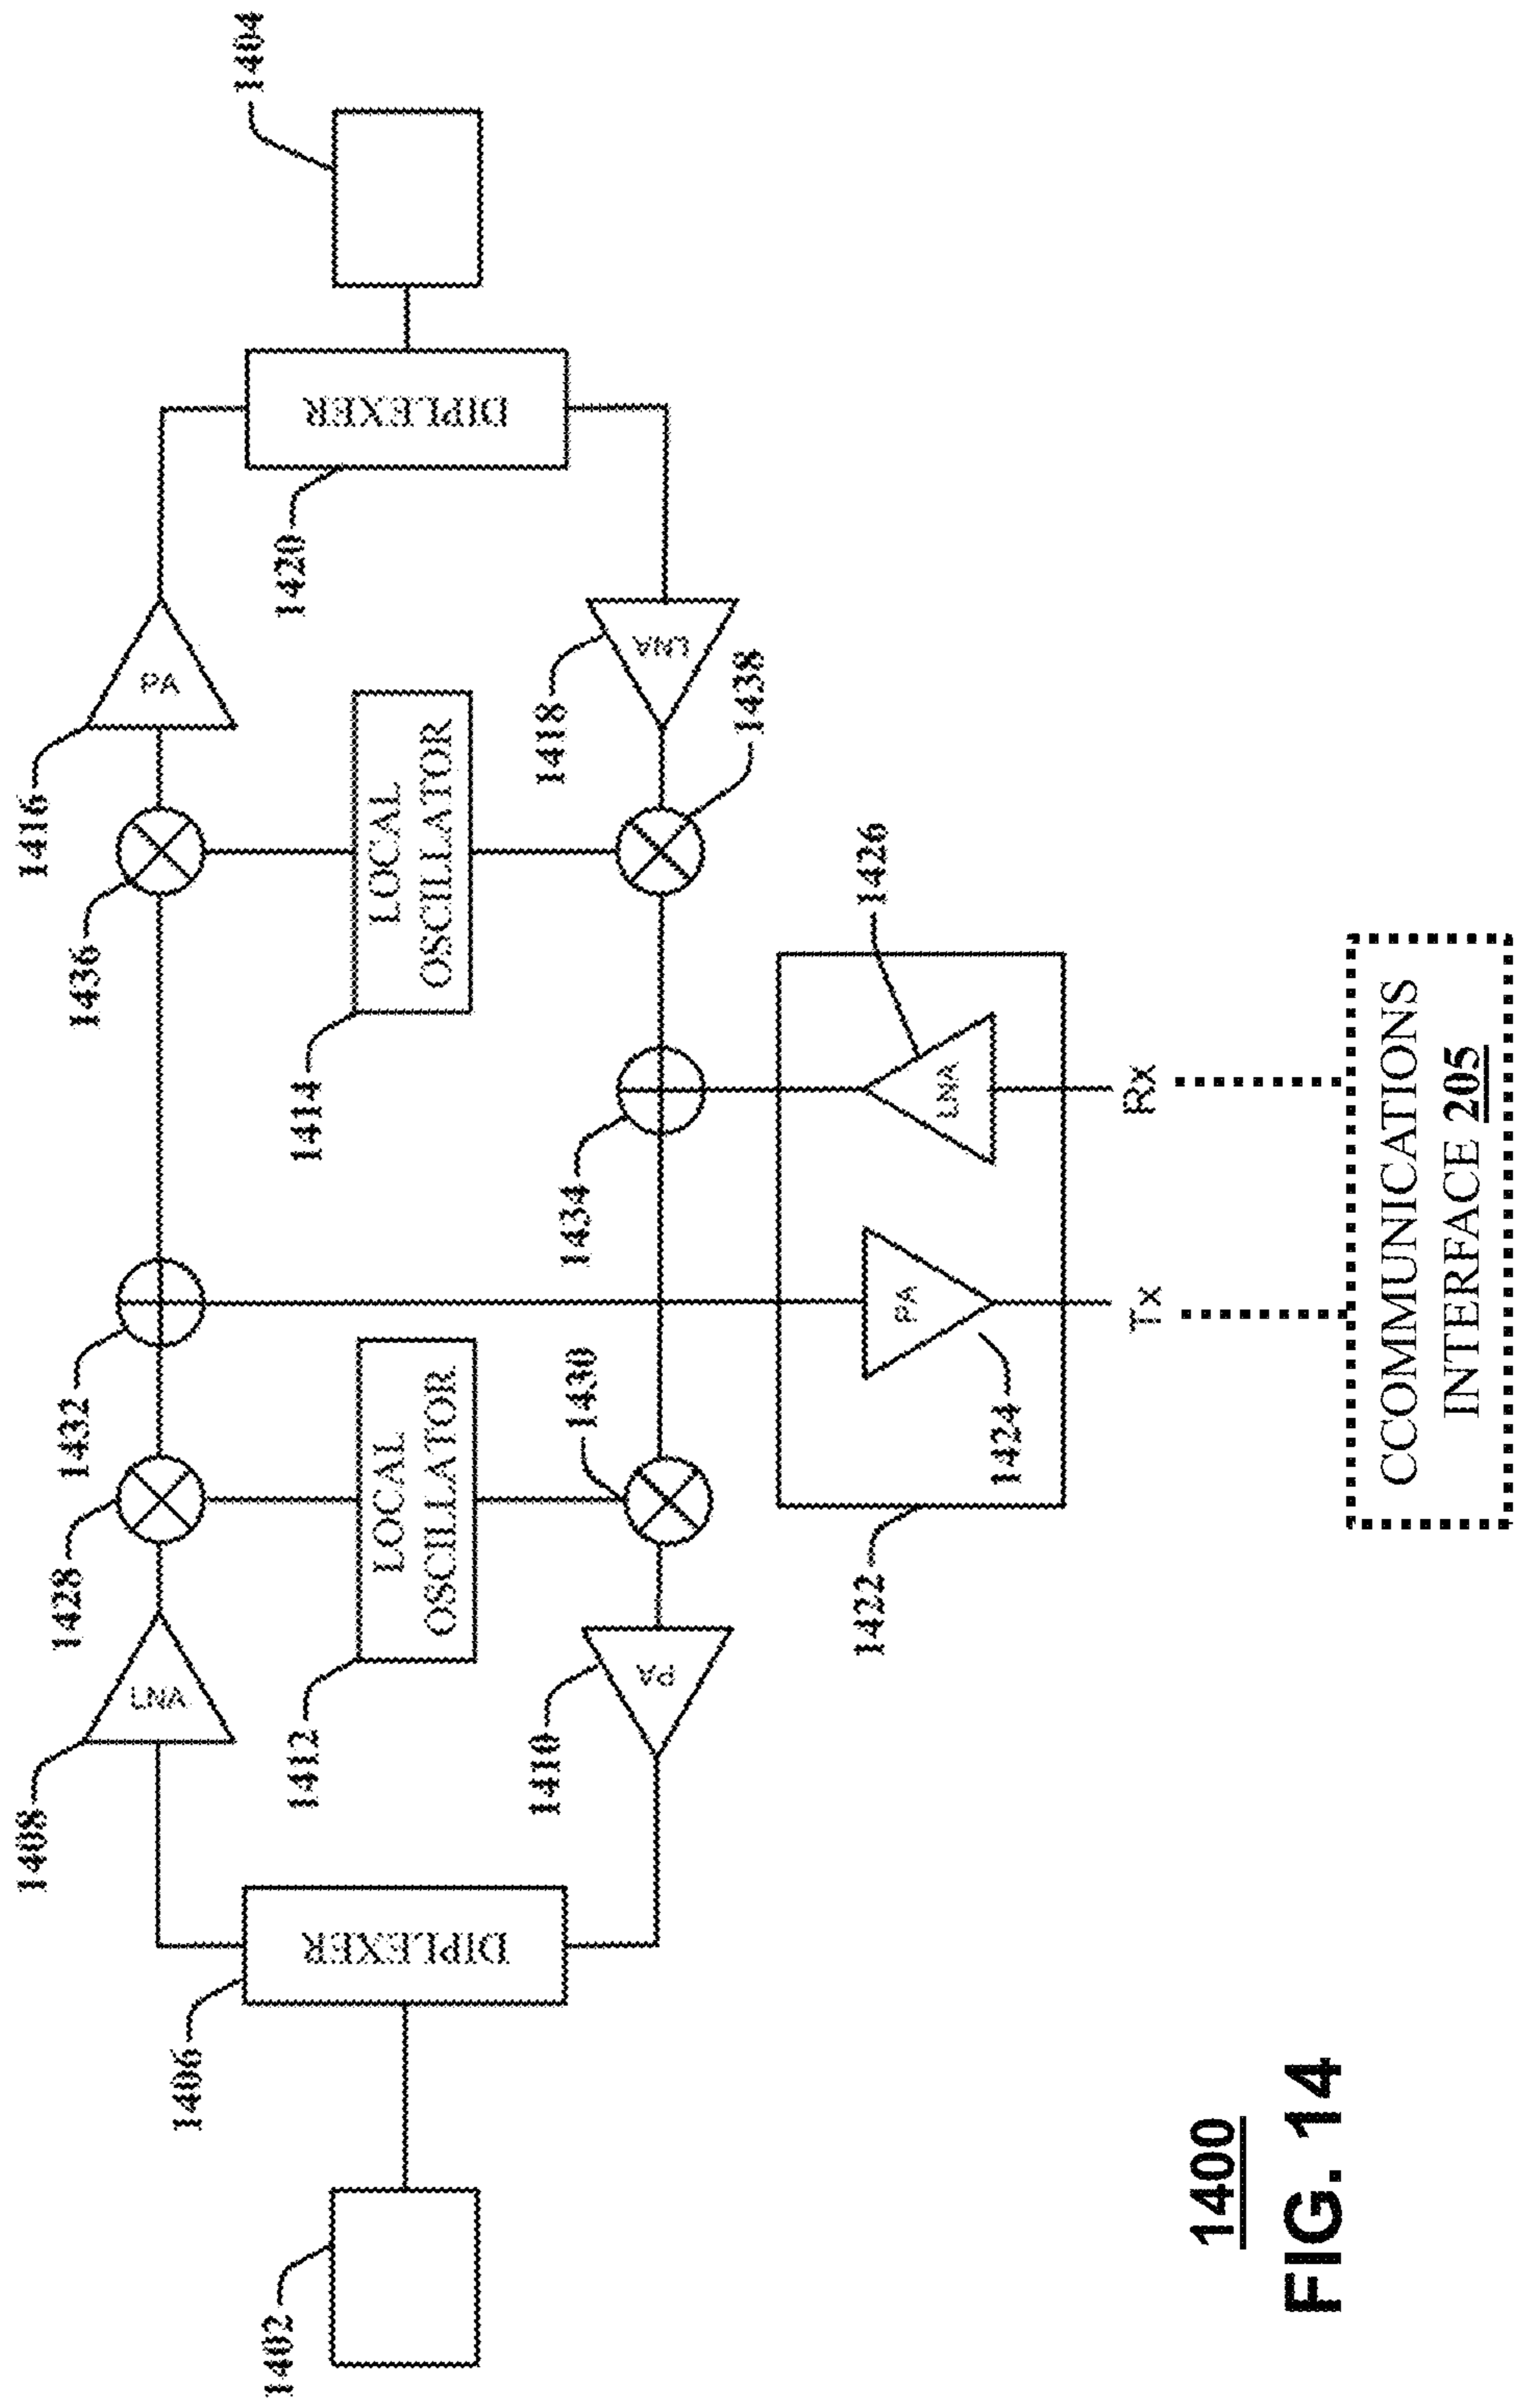 1408
1416
1428
1432
1436
LNA
PA
1406
1404
1402
1420
1412
1414
DIPLEXER
LOCAL
OSCILLATOR
LOCAL
OSCILLATOR
DIPLEXER
1410
1430
1434
1418
PA
LNA
1438
1422
1426
PA
LNA
1424
Tx
Rx
CCOMMUNICATIONS
INTERFACE 205
1400
FIG. 14